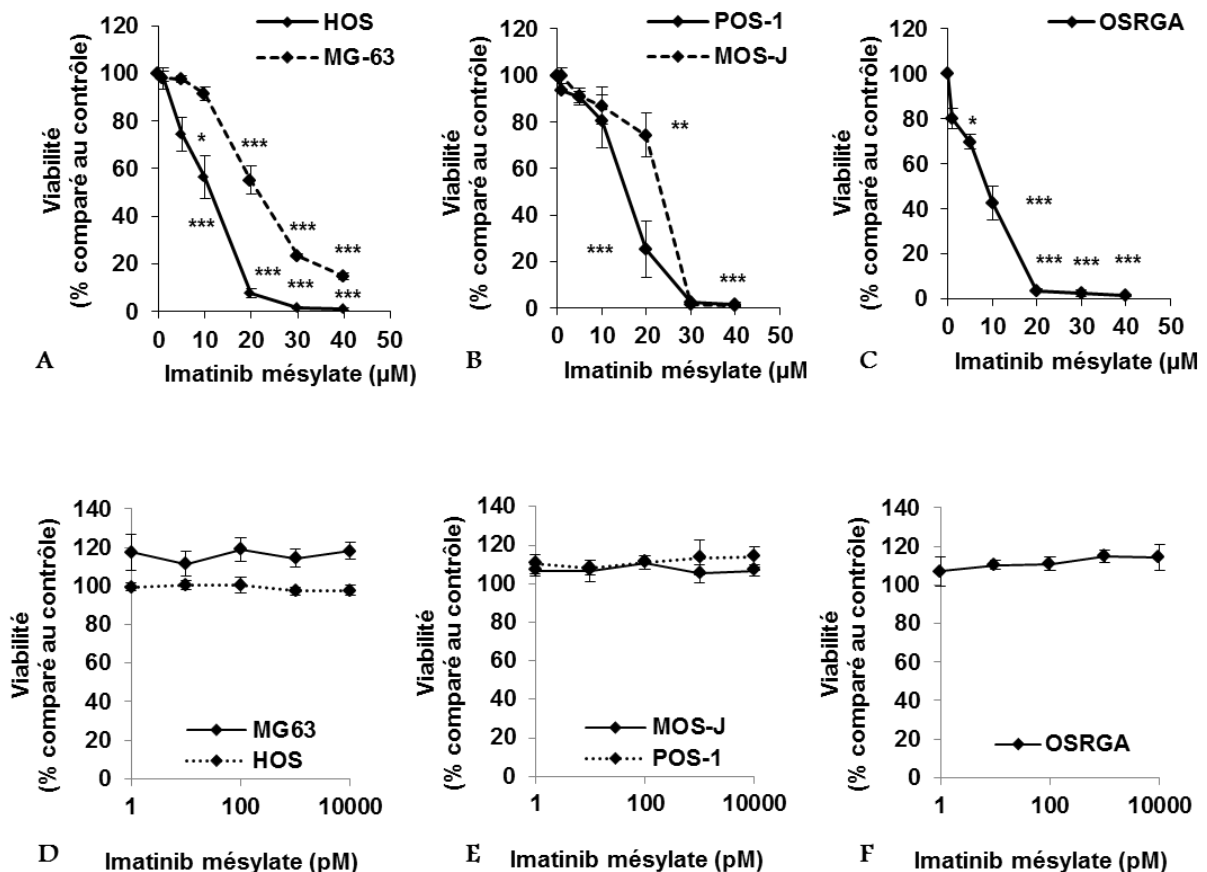 HOS
MG-63
120
100
80
60
40
20
0
Viabilité
(% comparé au contrôle)
*
***
***
***
***
***
***
***
0 10 20 30 40 50
A
Imatinib mésylate (µM)
POS-1
MOS-J
120
100
80
60
40
20
0
Viabilité
(% comparé au contrôle)
**
***
***
0 10 20 30 40 50
B
Imatinib mésylate (µM
OSRGA
120
100
80
60
40
20
0
Viabilité
(% comparé au contrôle)
*
***
***
***
***
0 10 20 30 40 50
C
Imatinib mésylate (µM
140
120
100
80
60
40
20
0
Viabilité
(% comparé au contrôle)
MG63
HOS
1 100 10000
D
Imatinib mésylate (pM)
140
120
100
80
60
40
20
0
Viabilité
(% comparé au contrôle)
MOS-J
POS-1
1 100 10000
E
Imatinib mésylate (pM)
140
120
100
80
60
40
20
0
Viabilité
(% comparé au contrôle)
OSRGA
1 100 10000
F
Imatinib mésylate (pM)